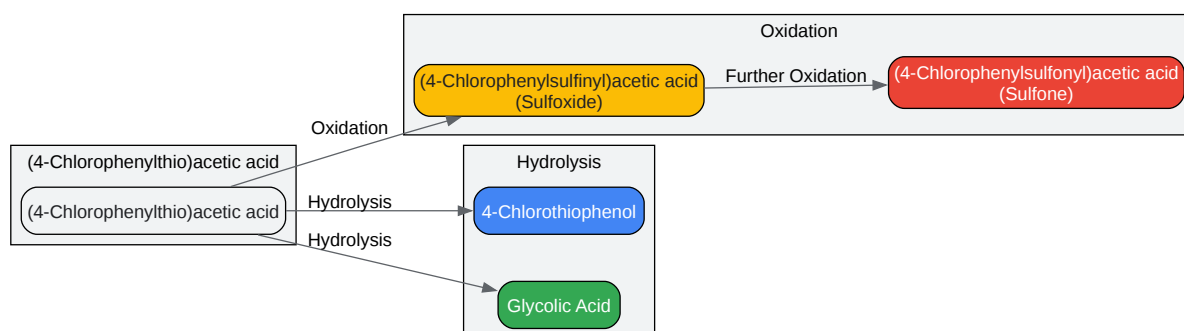 Oxidation
(4-Chlorophenylsulfinyl)acetic acid
(Sulfoxide)
Further Oxidation
(4-Chlorophenylsulfonyl)acetic acid
(Sulfone)
Oxidation
(4-Chlorophenylthio)acetic acid
(4-Chlorophenylthio)acetic acid
Hydrolysis
Hydrolysis
Hydrolysis
4-Chlorothiophenol
Glycolic Acid